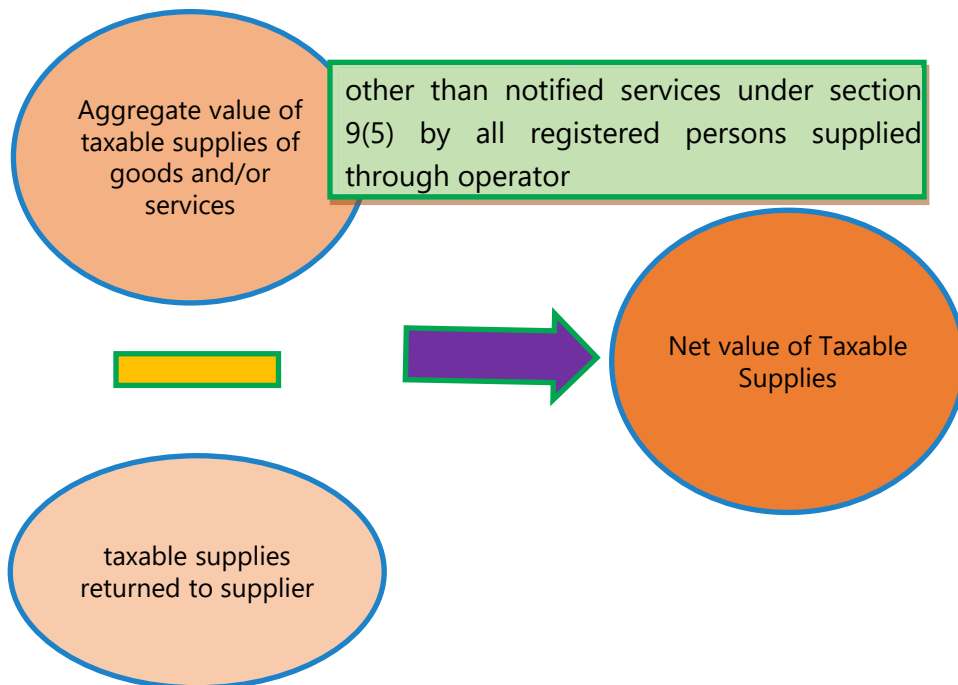 Aggregate value of
taxable supplies of
goods and/or
services
other than notified services under section
9(5) by all registered persons supplied
through operator
Net value of Taxable
Supplies
taxable supplies
returned to supplier